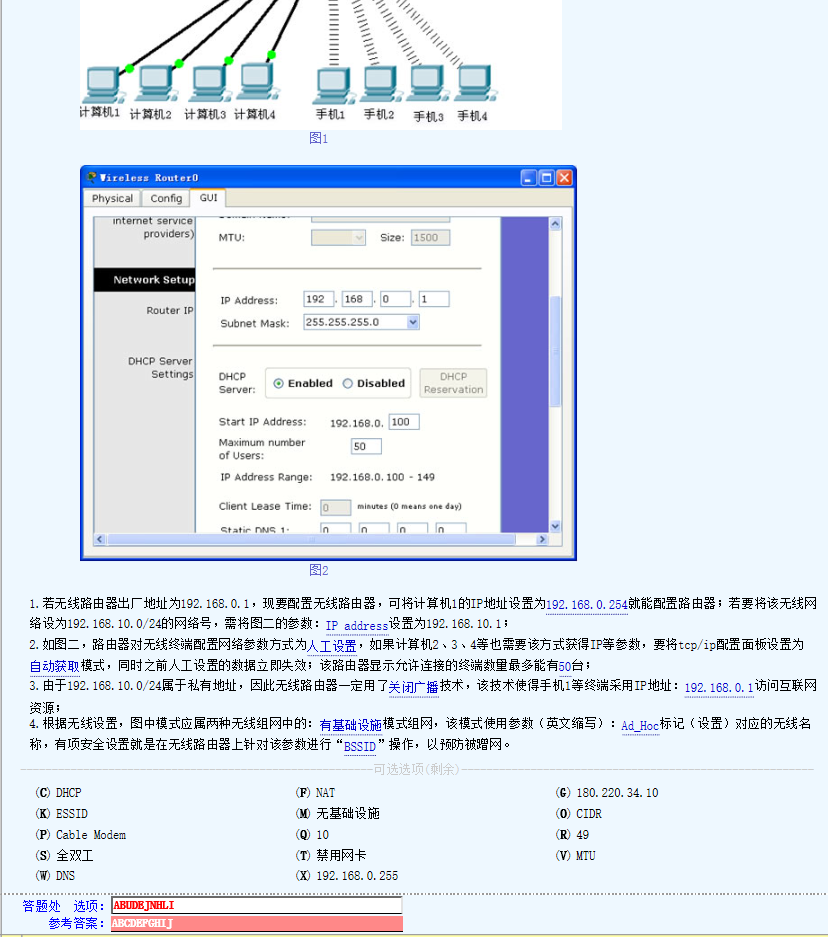 计算机1 计算机2 计算机3 计算机4 手机1 手机2 手机3 手机4
图1
Wireless Router0
Physical Config GUI
internet service
providers)
MTU: Size: 1500
Network Setup
Router IP
IP Address: 192 . 168 . 0 . 1
Subnet Mask: 255.255.255.0
DHCP Server
Settings
DHCP
Server: Enabled Disabled DHCP
Reservation
Start IP Address: 192.168.0. 100
Maximum number
of Users: 50
IP Address Range: 192.168.0.100 - 149
Client Lease Time: 0 minutes (0 means one day)
Static DNS 1: 0 . 0 . 0 . 0
图2
1.若无线路由器出厂地址为192.168.0.1，现要配置无线路由器，可将计算机1的IP地址设置为192.168.0.254就能配置路由器；若要将该无线网
络设为192.168.10.0/24的网络号，需将图二的参数：IP address设置为192.168.10.1；
2.如图二，路由器对无线终端配置网络参数方式为人工设置，如果计算机2、3、4等也需要该方式获得IP等参数，要将tcp/ip配置面板设置为
自动获取模式，同时之前人工设置的数据立即失效；该路由器显示允许连接的终端数量最多能有50台；
3.由于192.168.10.0/24属于私有地址，因此无线路由器一定用了关闭广播技术，该技术使得手机1等终端采用IP地址：192.168.0.1访问互联网
资源；
4.根据无线设置，图中模式应属两种无线组网中的：有基础设施模式组网，该模式使用参数（英文缩写）：Ad_Hoc标记（设置）对应的无线名
称，有项安全设置就是在无线路由器上针对该参数进行“BSSID”操作，以预防被蹭网。
可选选项(剩余)
(C) DHCP (F) NAT (G) 180.220.34.10
(K) ESSID (M) 无基础设施 (O) CIDR
(P) Cable Modem (Q) 10 (R) 49
(S) 全双工 (T) 禁用网卡 (V) MTU
(W) DNS (X) 192.168.0.255
答题处 选项： ABUDEJNHLI
参考答案： ABCDEFGHIJ